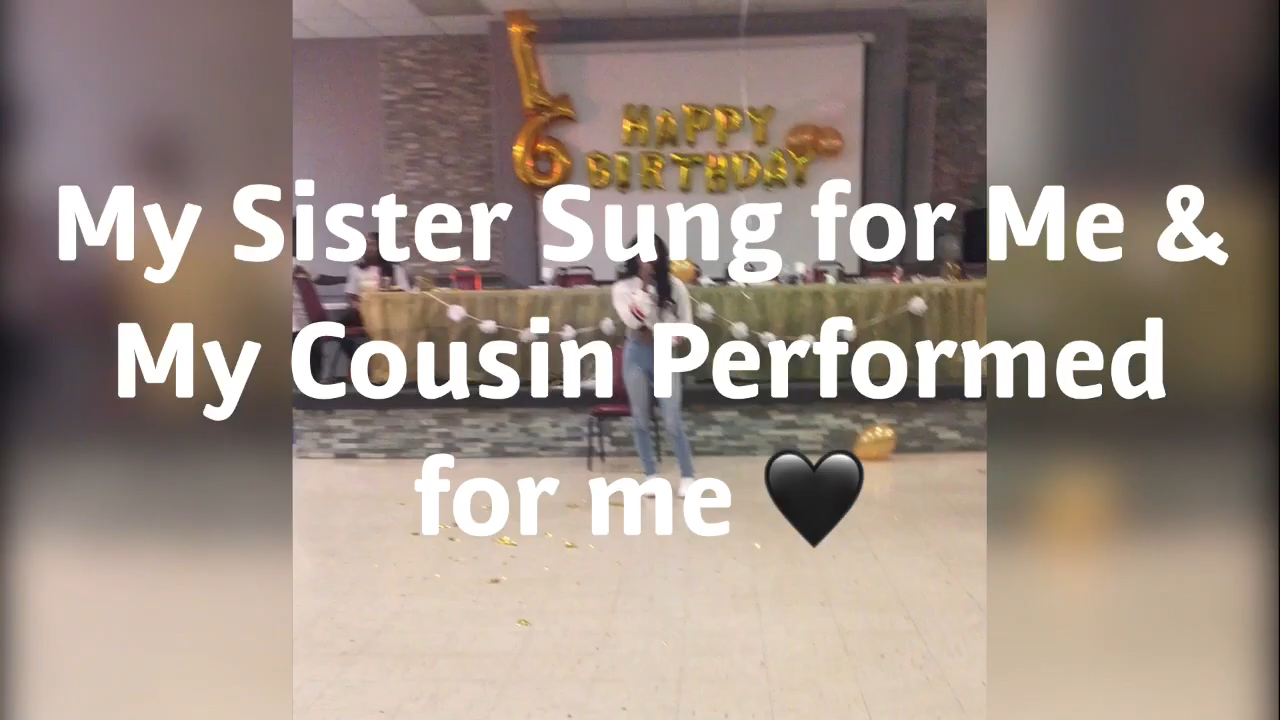 16
HAPPY
BIRTHDAY
My Sister Sung for Me &
My Cousin Performed
for me 🖤